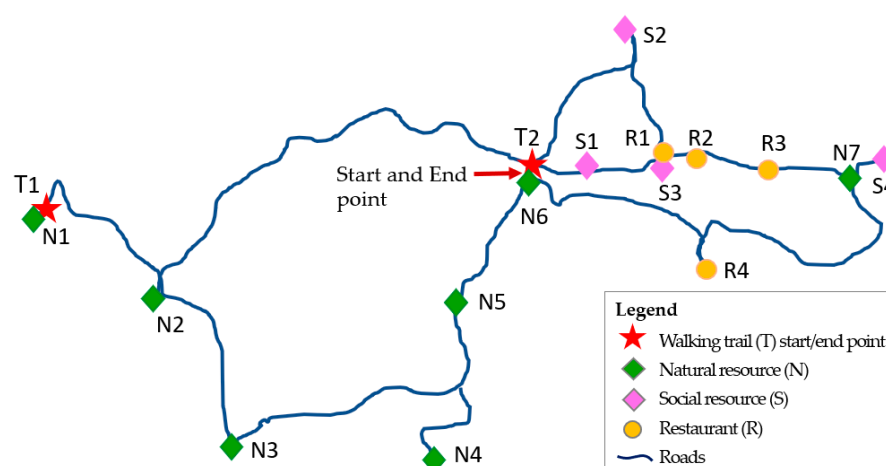 S2
T2
S1
R1
R2
R3
N7
Start and End
point
S3
S4
T1
N6
N1
R4
N2
N5
Legend
Walking trail (T) start/end point
Natural resource (N)
Social resource (S)
Restaurant (R)
Roads
N3
N4